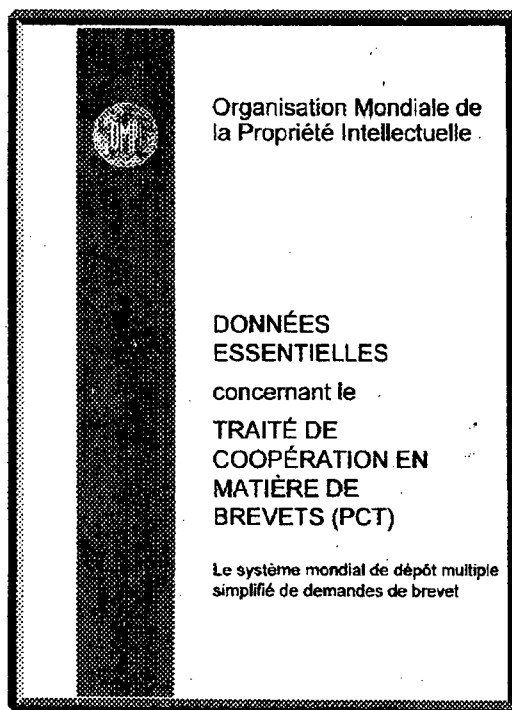 Organisation Mondiale de
la Propriété Intellectuelle
DONNÉES
ESSENTIELLES
concernant le
TRAITÉ DE
COOPÉRATION EN
MATIÈRE DE
BREVETS (PCT)
Le système mondial de dépôt multiple
simplifié de demandes de brevet